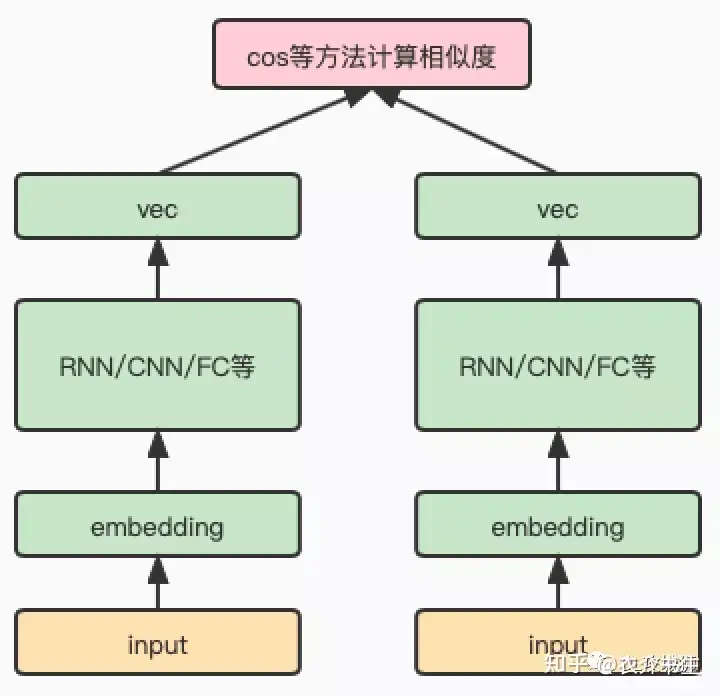 cos等方法计算相似度
vec
vec
RNN/CNN/FC等
RNN/CNN/FC等
embedding
embedding
input
input
知乎